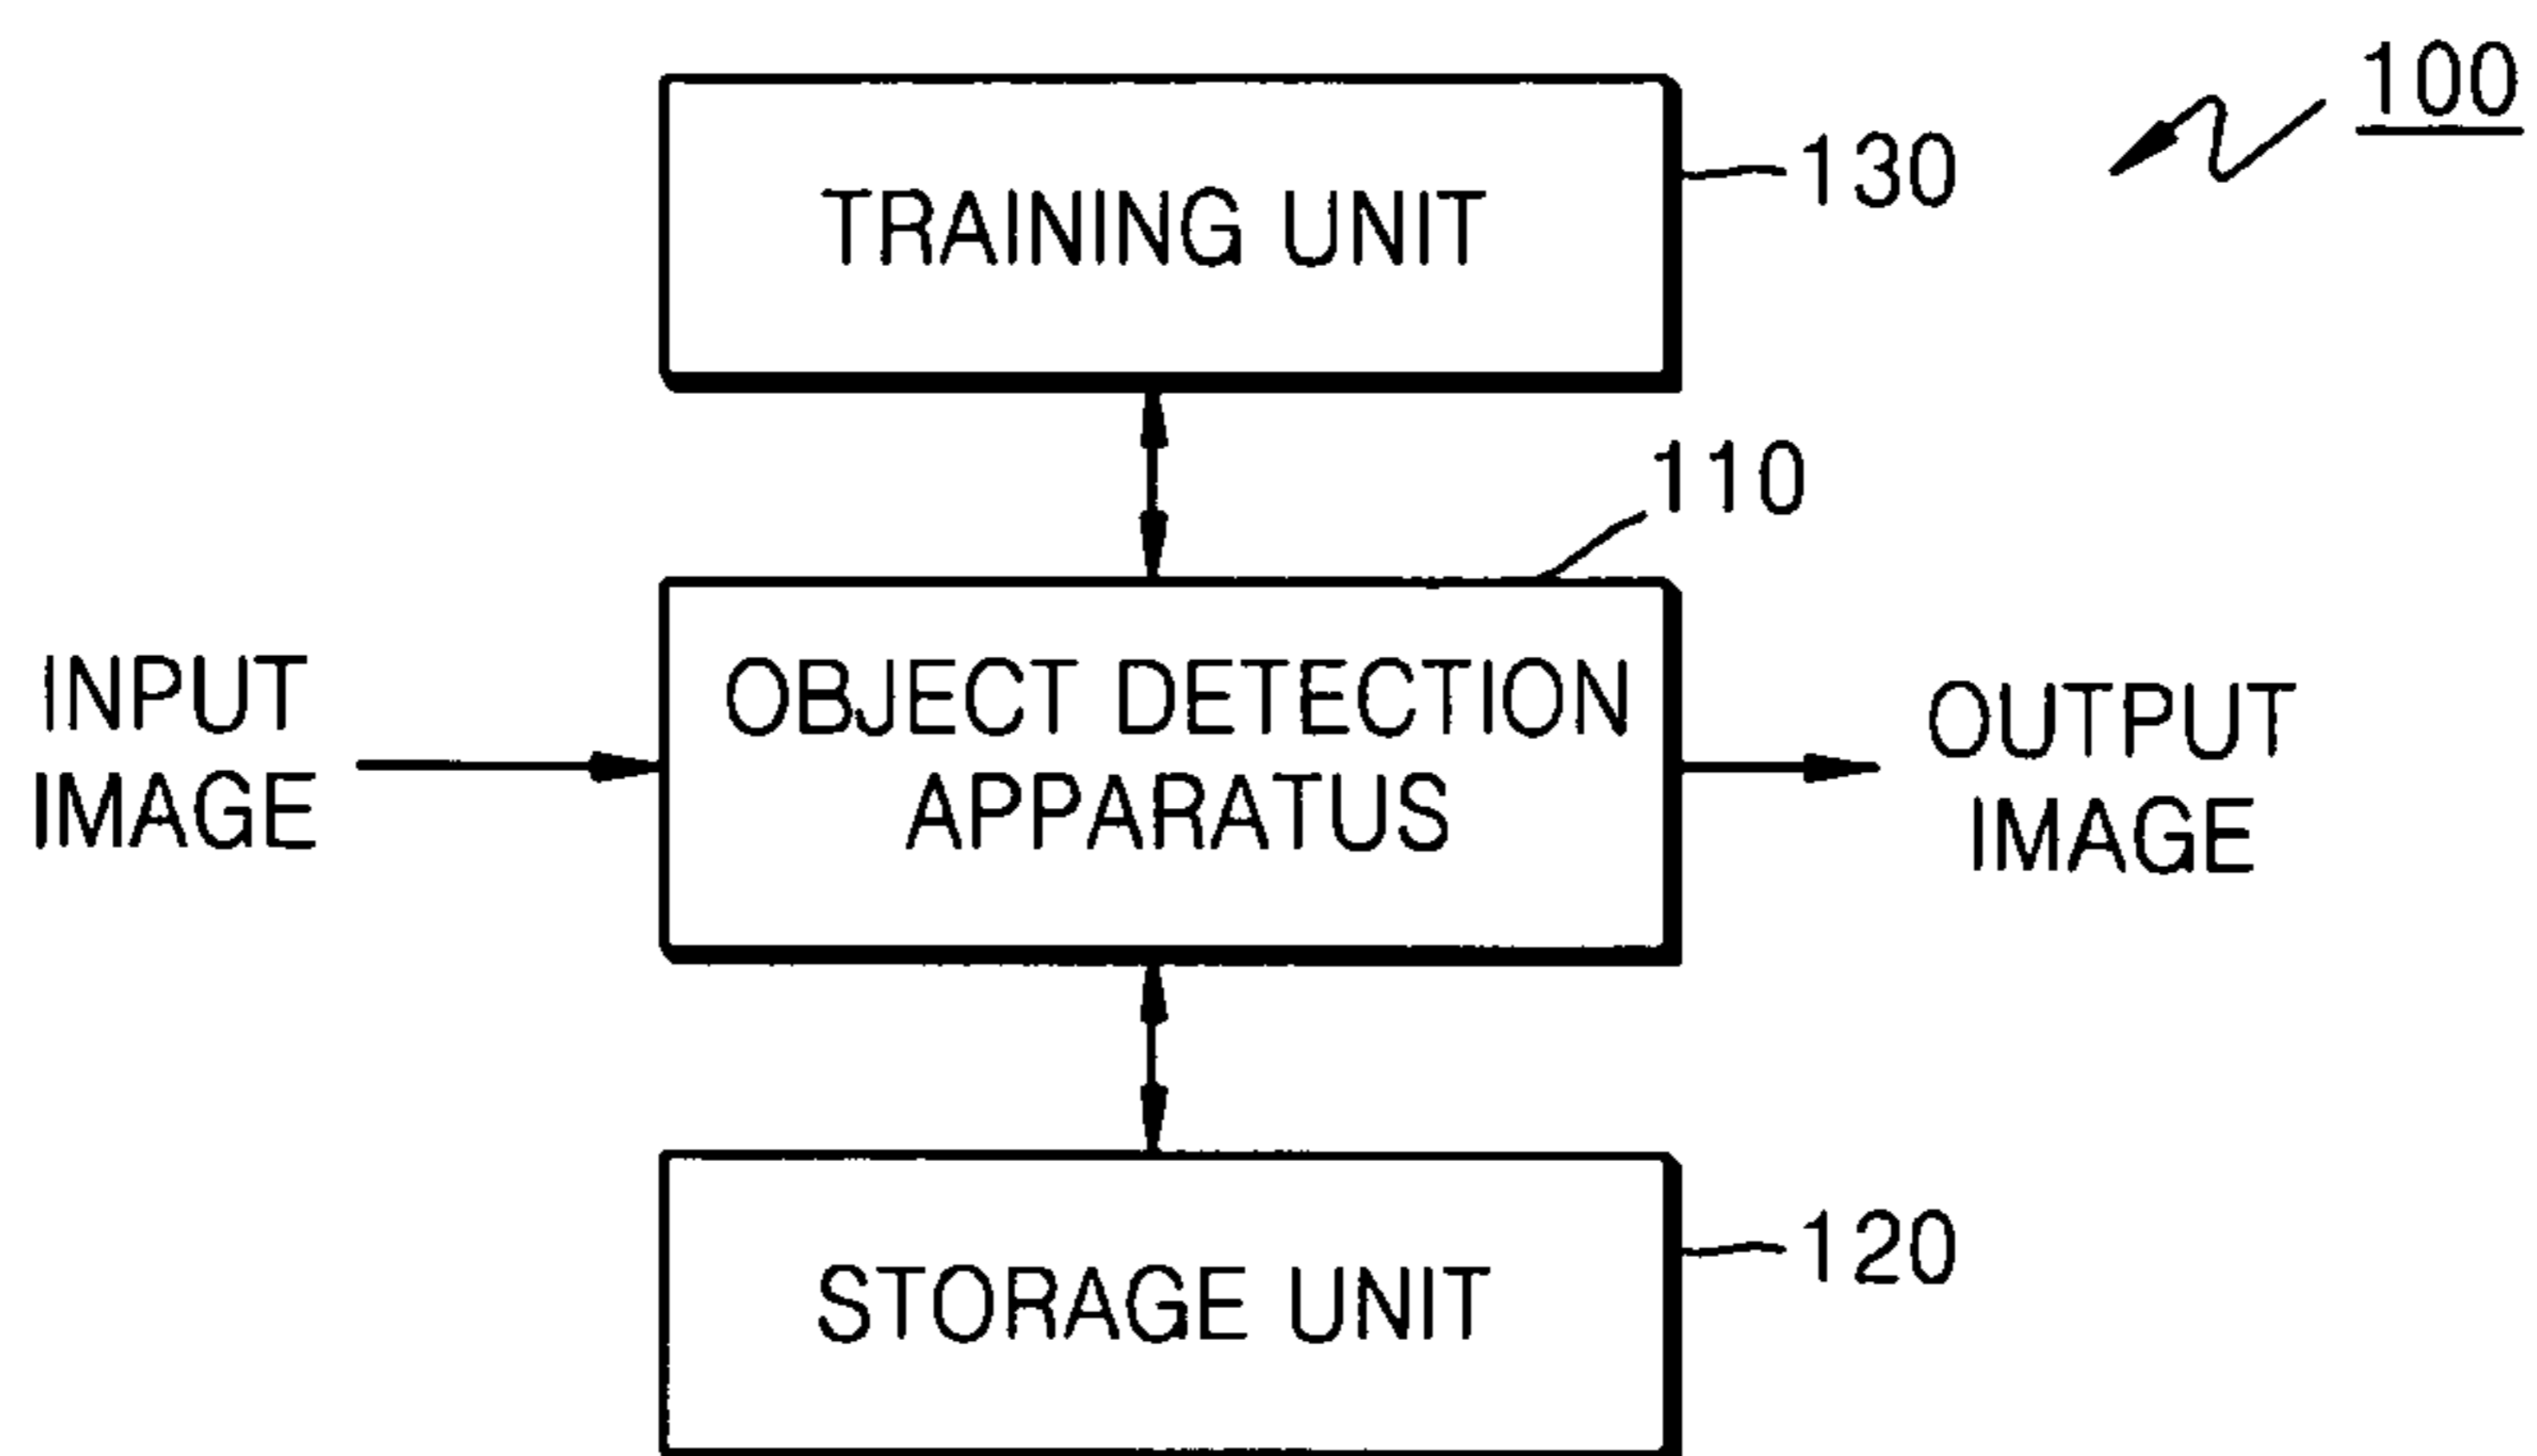 100
130
TRAINING UNIT
110
INPUT
IMAGE
OBJECT DETECTION
APPARATUS
OUTPUT
IMAGE
120
STORAGE UNIT